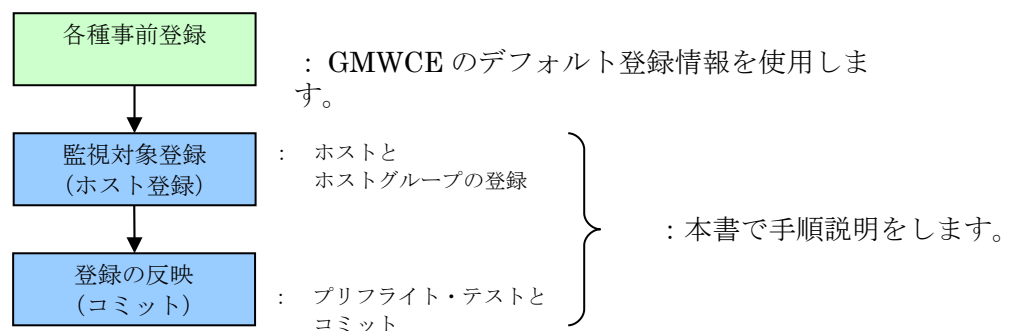 各種事前登録
: GMWCE のデフォルト登録情報を使用しま
す。
監視対象登録
(ホスト登録)
: ホストと
ホストグループの登録
:本書で手順説明をします。
登録の反映
(コミット)
: プリフライト・テストと
コミット